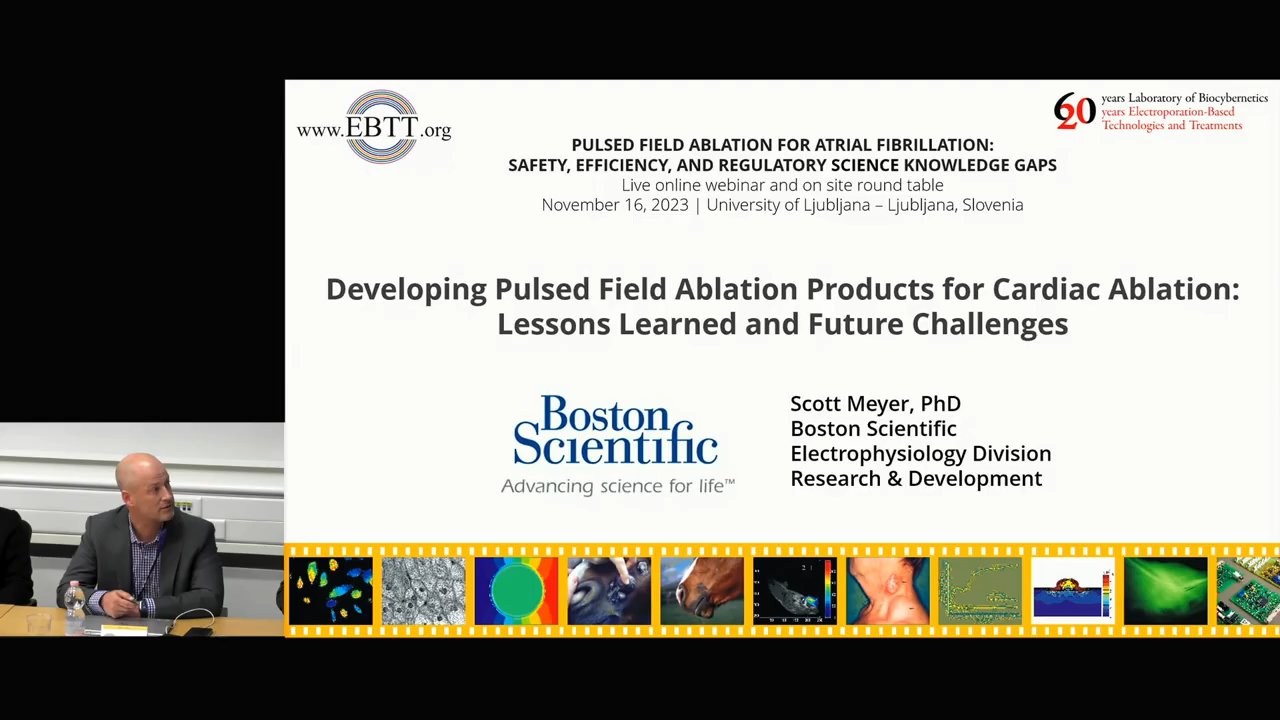 www.EBTT.org
60 20 years Laboratory of Biocybernetics
years Electroporation-Based
Technologies and Treatments
PULSED FIELD ABLATION FOR ATRIAL FIBRILLATION:
SAFETY, EFFICIENCY, AND REGULATORY SCIENCE KNOWLEDGE GAPS
Live online webinar and on site round table
November 16, 2023 | University of Ljubljana – Ljubljana, Slovenia
Developing Pulsed Field Ablation Products for Cardiac Ablation:
Lessons Learned and Future Challenges
Boston
Scientific
Advancing science for life™
Scott Meyer, PhD
Boston Scientific
Electrophysiology Division
Research & Development